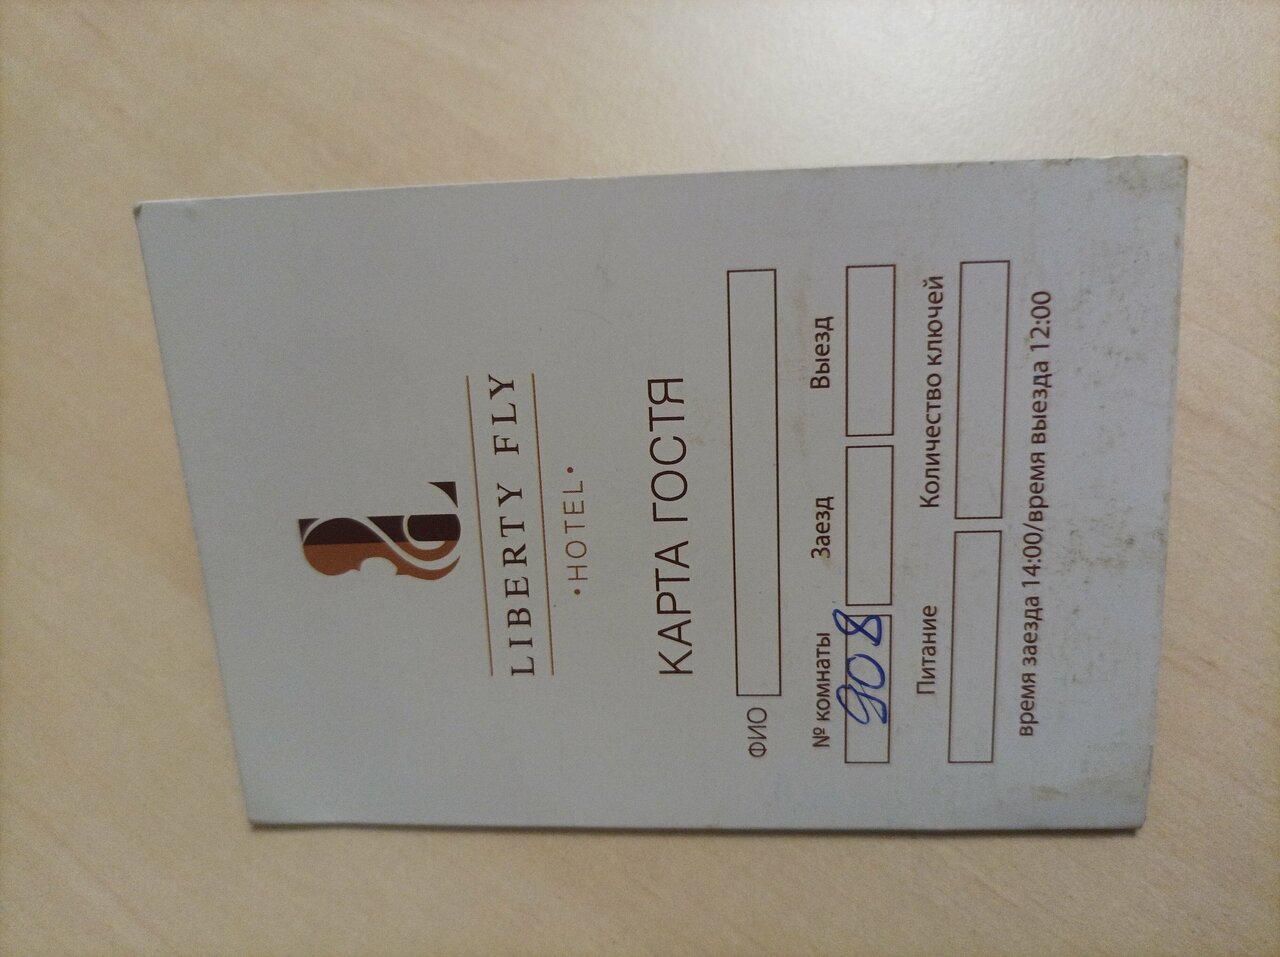 LIBERTY FLY
•HOTEL•
КАРТА ГОСТЯ
ФИО
№ комнаты Заезд Выезд
908
Питание Количество ключей
время заезда 14:00/время выезда 12:00